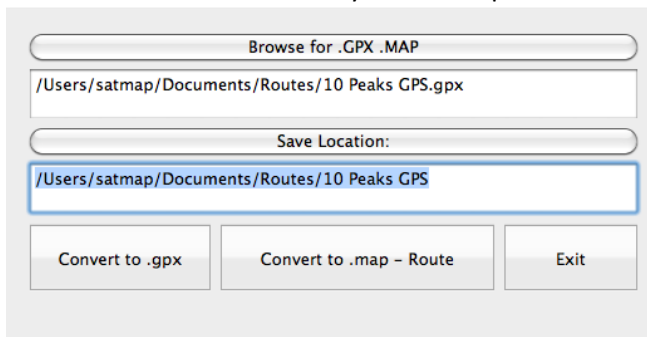 Browse for .GPX .MAP
/Users/satmap/Documents/Routes/10 Peaks GPS.gpx
Save Location:
/Users/satmap/Documents/Routes/10 Peaks GPS
Convert to .gpx
Convert to .map – Route
Exit